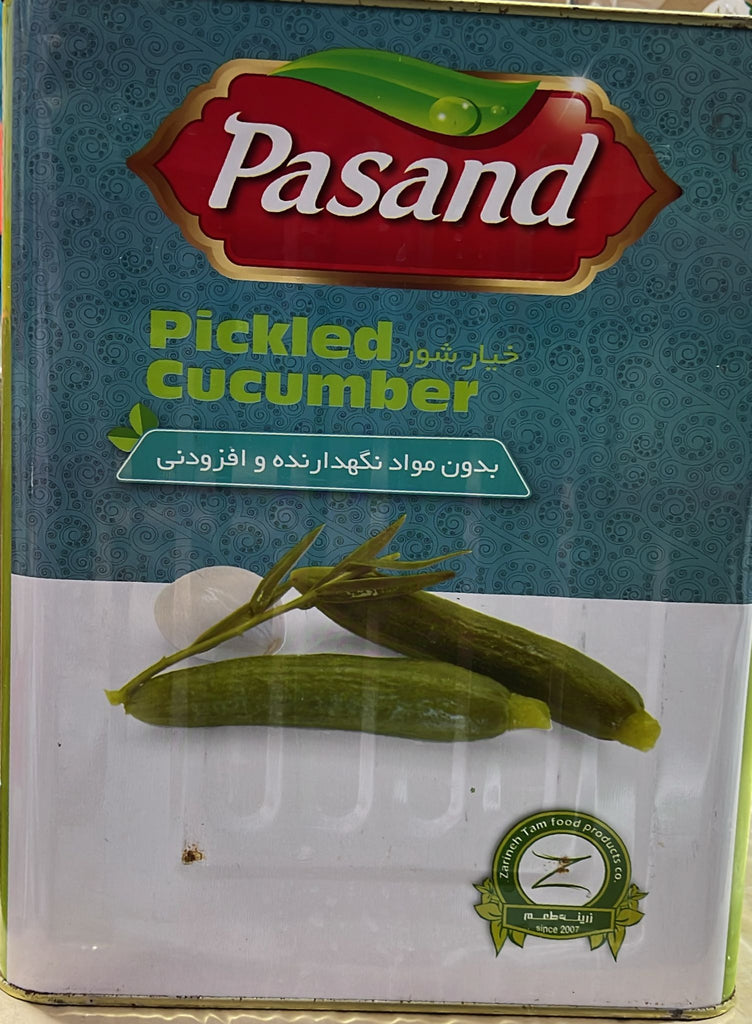 Pasand
Pickled
Cucumber
خیار شور
بدون مواد نگهدارنده و افزودنی
Zarineh Tam food products co.
زرینه طعم
since 2007